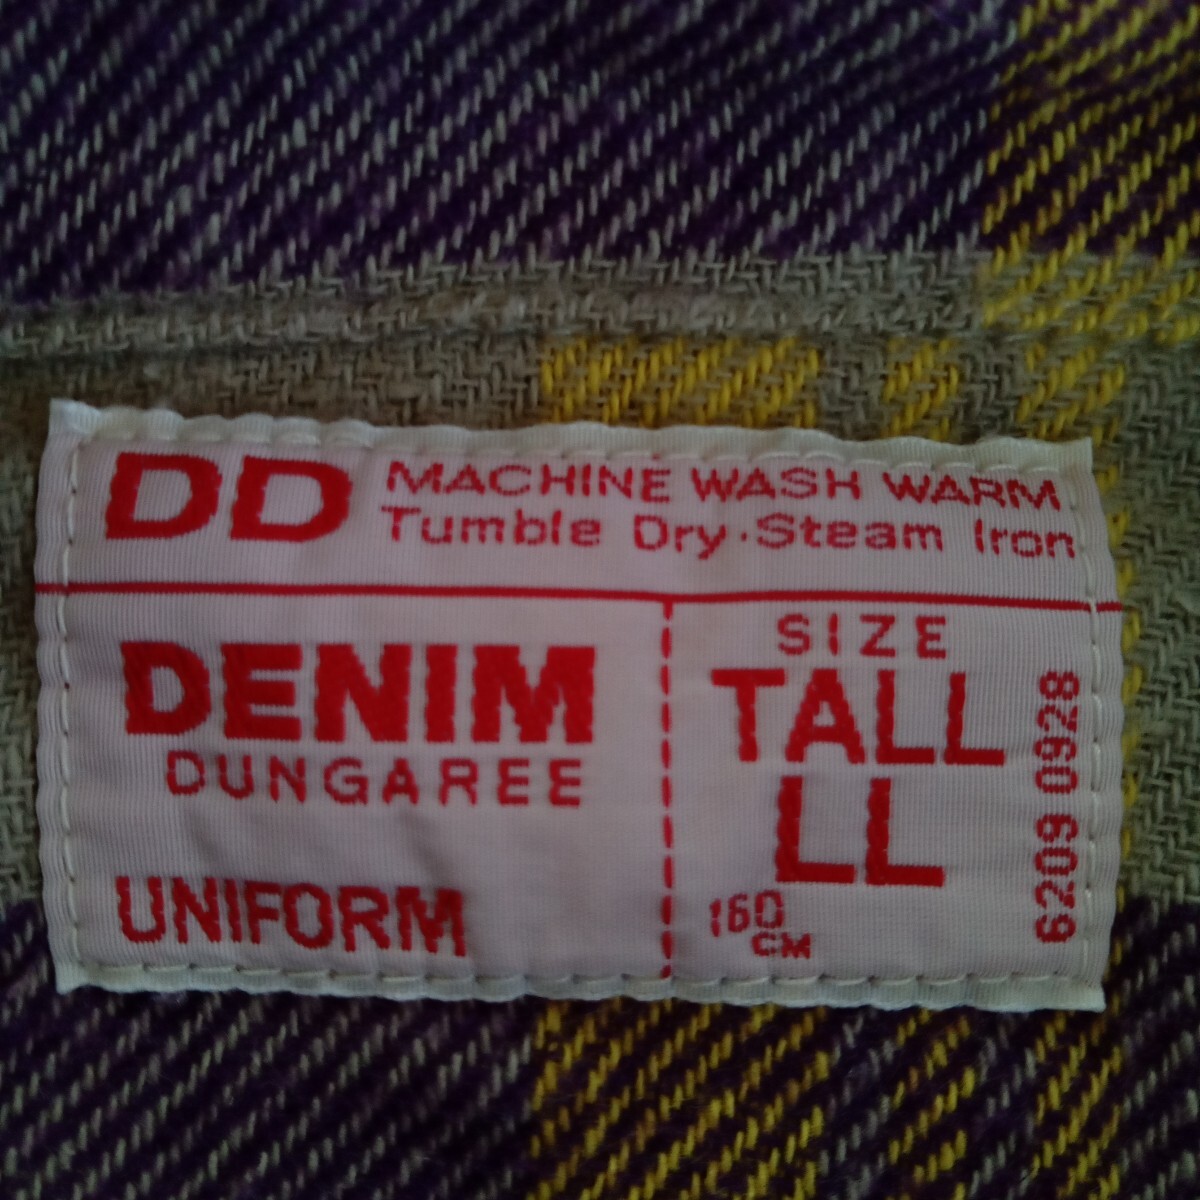 DD
MACHINE WASH WARM
Tumble Dry·Steam Iron
DENIM
DUNGAREE
UNIFORM
SIZE
TALL
LL
160
CM
6209 0928